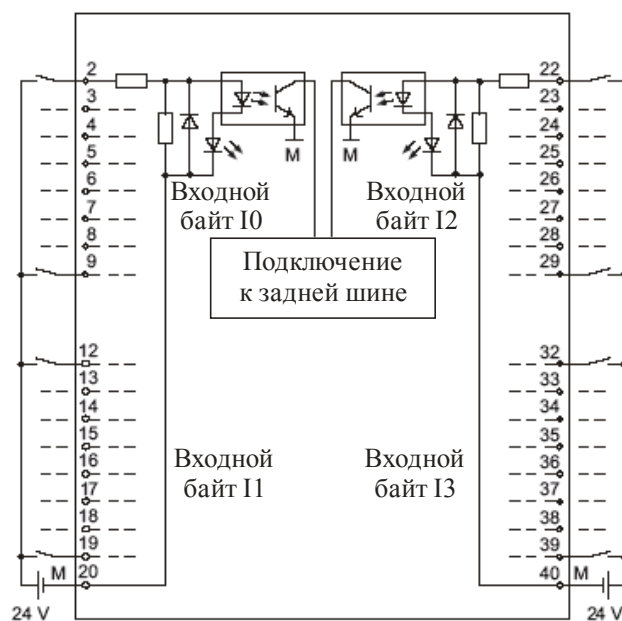 2
3
4
5
6
7
8
9
12
13
14
15
16
17
18
19
M
20
24 V
M
Входной
байт I0
M
Входной
байт I2
Подключение
к задней шине
Входной
байт I1
Входной
байт I3
22
23
24
25
26
27
28
29
32
33
34
35
36
37
38
39
40
M
24 V